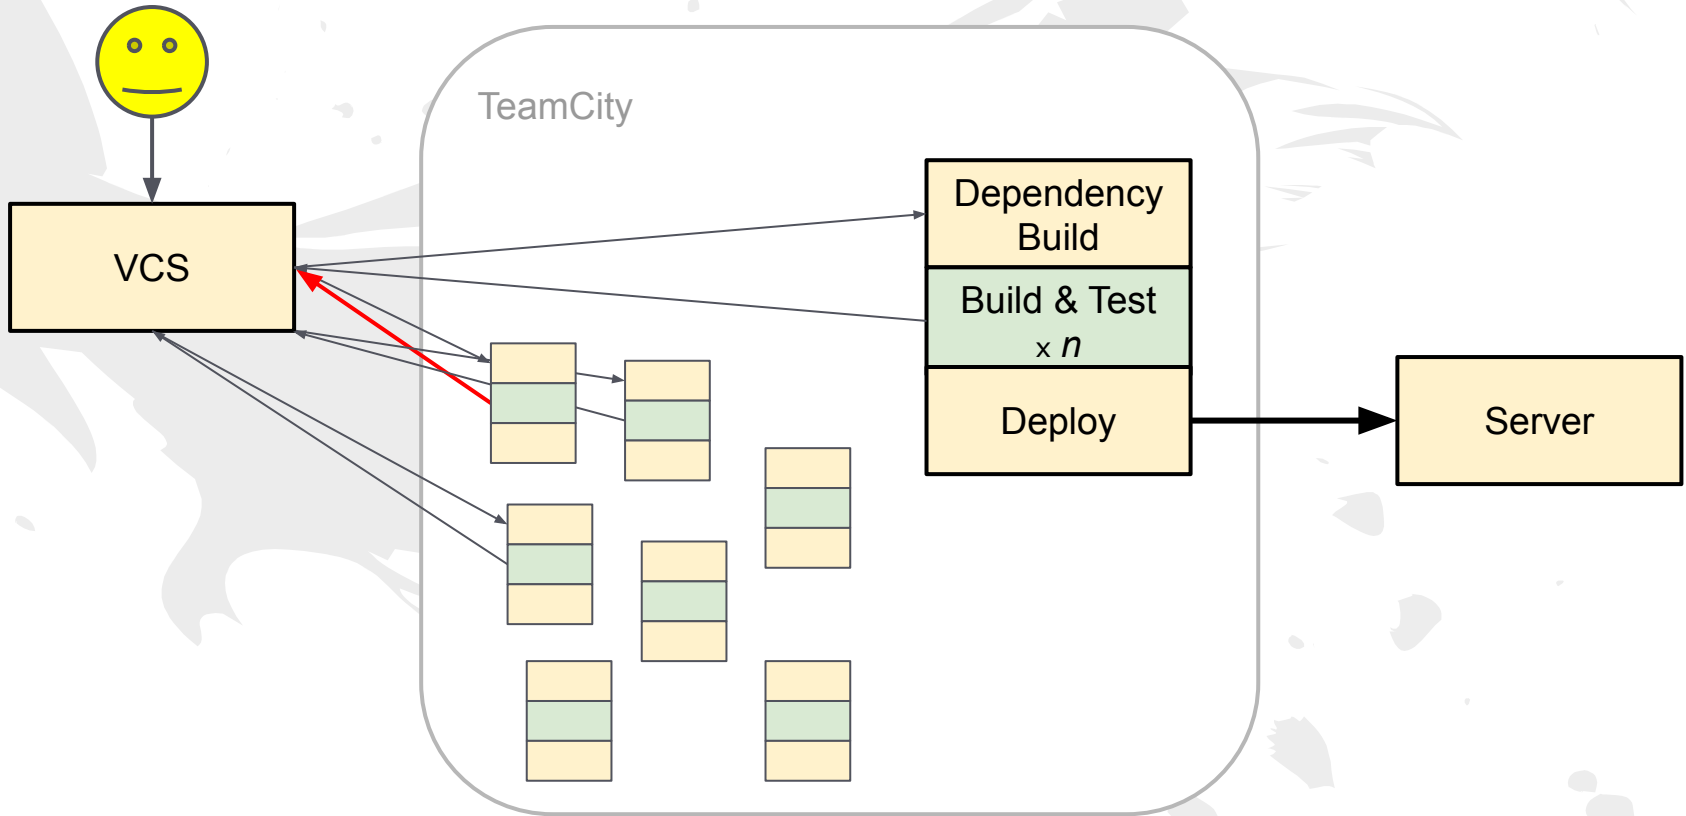 TeamCity
VCS
Dependency
Build
Build & Test
x n
Deploy
Server